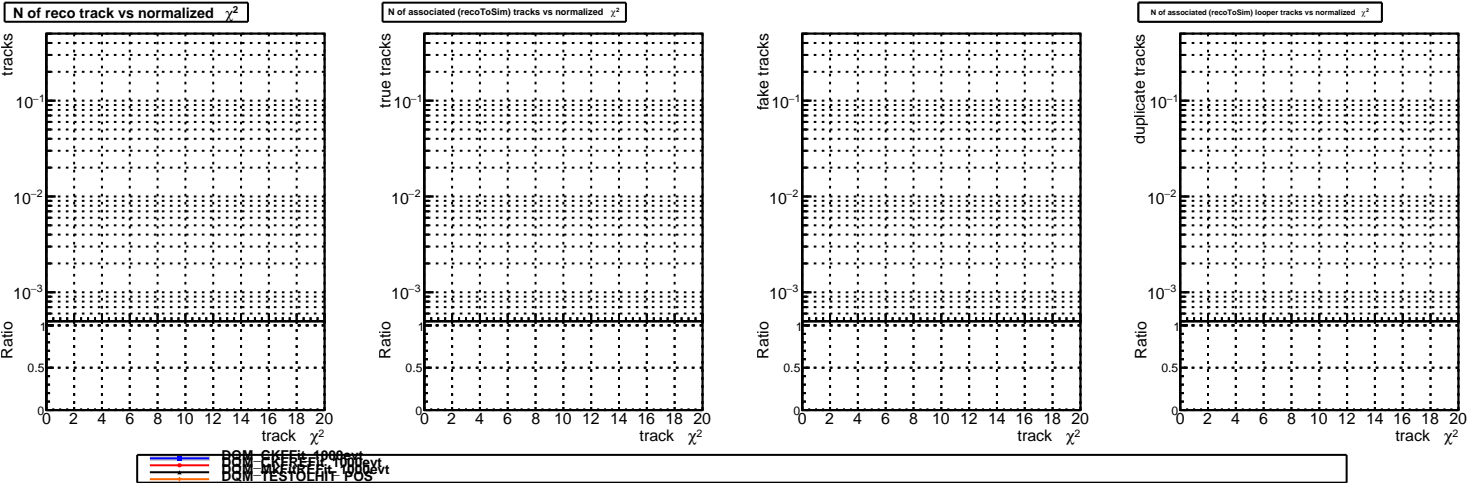 N of reco track vs normalized χ²
tracks
10⁻¹
10⁻²
10⁻³
Ratio
1
0.5
0
0 2 4 6 8 10 12 14 16 18 20
track χ²
N of associated (recoToSim) tracks vs normalized χ²
true tracks
10⁻¹
10⁻²
10⁻³
Ratio
1
0.5
0
0 2 4 6 8 10 12 14 16 18 20
track χ²
fake tracks
10⁻¹
10⁻²
10⁻³
Ratio
1
0.5
0
0 2 4 6 8 10 12 14 16 18 20
track χ²
N of associated (recoToSim) looper tracks vs normalized χ²
duplicate tracks
10⁻¹
10⁻²
10⁻³
Ratio
1
0.5
0
0 2 4 6 8 10 12 14 16 18 20
track χ²
DQM_TESTOLHIT_POS